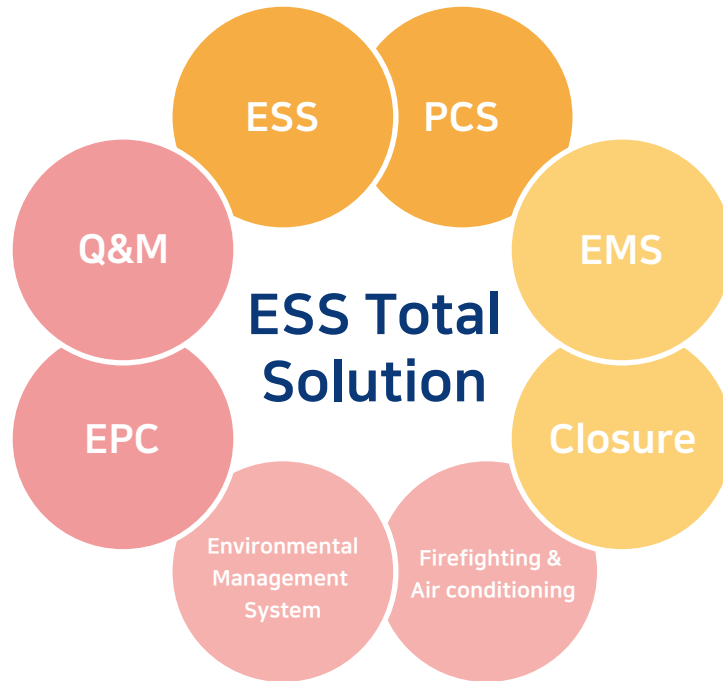 ESS
PCS
Q&M
EMS
ESS Total
Solution
EPC
Closure
Environmental
Management
System
Firefighting &
Air conditioning